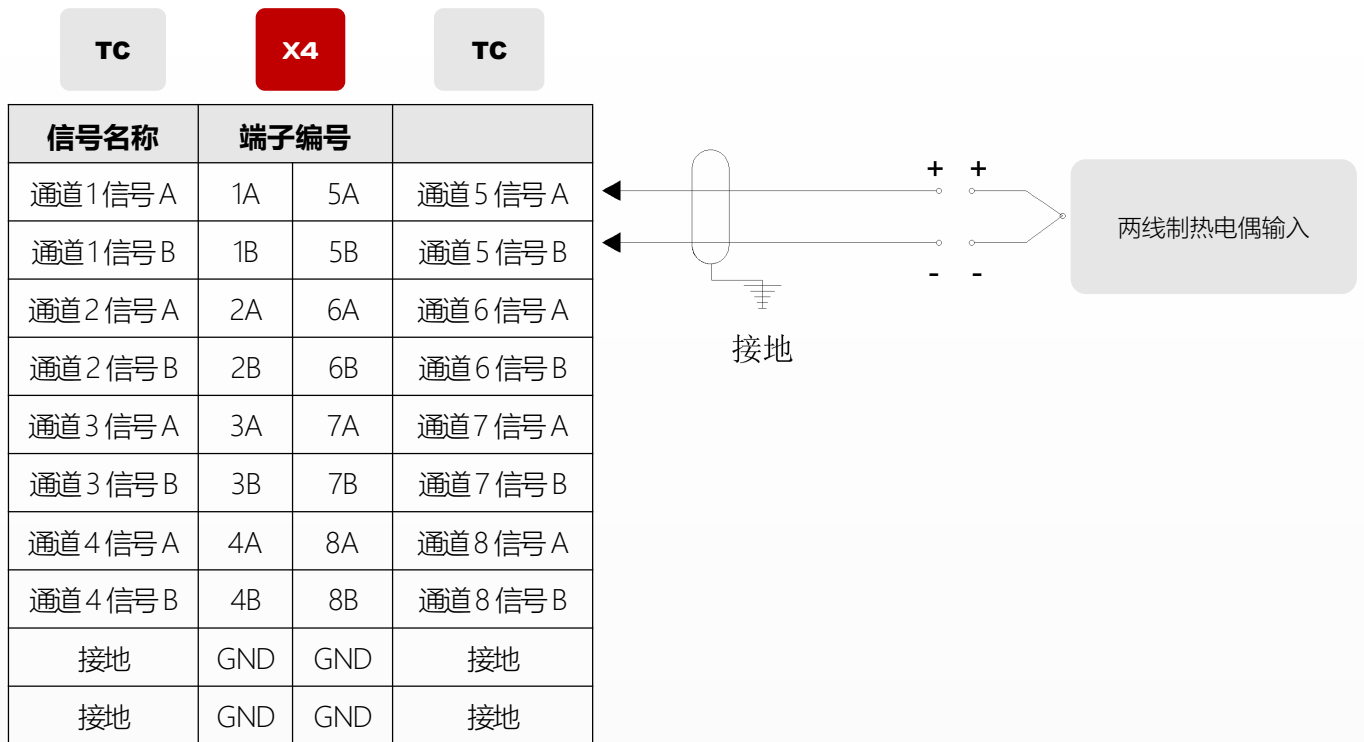 TC X4 TC
信号名称 端子编号
通道1信号A 1A 5A 通道5信号A
通道1信号B 1B 5B 通道5信号B
通道2信号A 2A 6A 通道6信号A
通道2信号B 2B 6B 通道6信号B
通道3信号A 3A 7A 通道7信号A
通道3信号B 3B 7B 通道7信号B
通道4信号A 4A 8A 通道8信号A
通道4信号B 4B 8B 通道8信号B
接地 GND GND 接地
接地 GND GND 接地
+ +
- -
接地
两线制热电偶输入